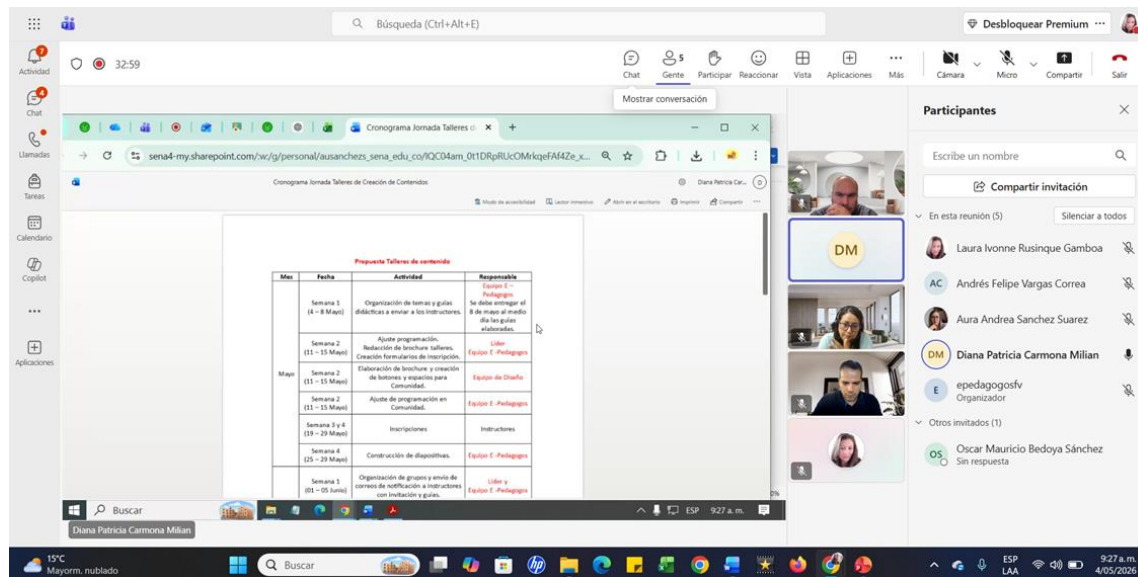 Búsqueda (Ctrl+Alt+E)
Desbloquear Premium
7
Actividad
4
Chat
Llamadas
Tareas
Calendario
Copilot
Aplicaciones
32:59
Chat
5
Gente
Participar
Reaccionar
Vista
Aplicaciones
Más
Cámara
Micro
Compartir
Salir
Mostrar conversación
Cronograma Jornada Talleres d
sena4-my.sharepoint.com/:w:/g/personal/ausanchezs_sena_edu_co/
Cronograma Jornada Talleres de Creación de Contenidos
Diana Patricia Car...
Modo de accesibilidad
Lector inmersivo
Abrir en el escritorio
Imprimir
Compartir
Propuesta Talleres de contenido
Mes
Fecha
Actividad
Responsable
Mayo
Semana 1
(4 – 8 Mayo)
Organización de temas y guías
didácticas a enviar a los instructores.
Equipo E –
Pedagogos
Se debe entregar el
8 de mayo al medio
día las guías
elaboradas.
Semana 2
(11 – 15 Mayo)
Ajuste programación.
Redacción de brochure talleres.
Creación formularios de inscripción.
Líder
Equipo E -Pedagogos
Semana 2
(11 – 15 Mayo)
Elaboración de brochure y creación
de botones y espacios para
Comunidad.
Equipo de Diseño
Semana 2
(11 – 15 Mayo)
Ajuste de programación en
Comunidad.
Equipo E -Pedagogos
Semana 3 y 4
(19 – 29 Mayo)
Inscripciones
Instructores
Semana 4
(25 – 29 Mayo)
Construcción de diapositivas.
Equipo E -Pedagogos
Semana 1
(01 – 05 Junio)
Organización de grupos y envío de
correos de notificación a instructores
con invitación y guías.
Líder y
Equipos E -Pedagogos
Buscar
ESP
9:27 a. m.
Diana Patricia Carmona Milian
DM
Participantes
Escribe un nombre
Compartir invitación
En esta reunión (5)
Silenciar a todos
Laura Ivonne Rusinque Gamboa
AC
Andrés Felipe Vargas Correa
Aura Andrea Sanchez Suarez
DM
Diana Patricia Carmona Milian
E
epedagogosfv
Organizador
Otros invitados (1)
OS
Oscar Mauricio Bedoya Sánchez
Sin respuesta
15°C
Mayorm. nublado
Buscar
ESP
LAA
9:27 a. m.
4/05/2026